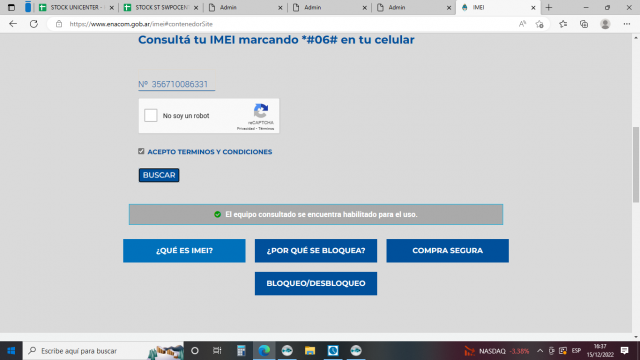 STOCK UNICENTER -
STOCK ST SWPOCENT
Admin
Admin
Admin
IMEI
https://www.enacom.gob.ar/imei#contenedorSite
Consultá tu IMEI marcando *#06# en tu celular
Nº 356710086331
No soy un robot
reCAPTCHA
Privacidad - Términos
ACEPTO TERMINOS Y CONDICIONES
BUSCAR
El equipo consultado se encuentra habilitado para el uso.
¿QUÉ ES IMEI?
¿POR QUÉ SE BLOQUEA?
COMPRA SEGURA
BLOQUEO/DESBLOQUEO
Escribe aquí para buscar
NASDAQ -3,38%
ESP
16:37
15/12/2022